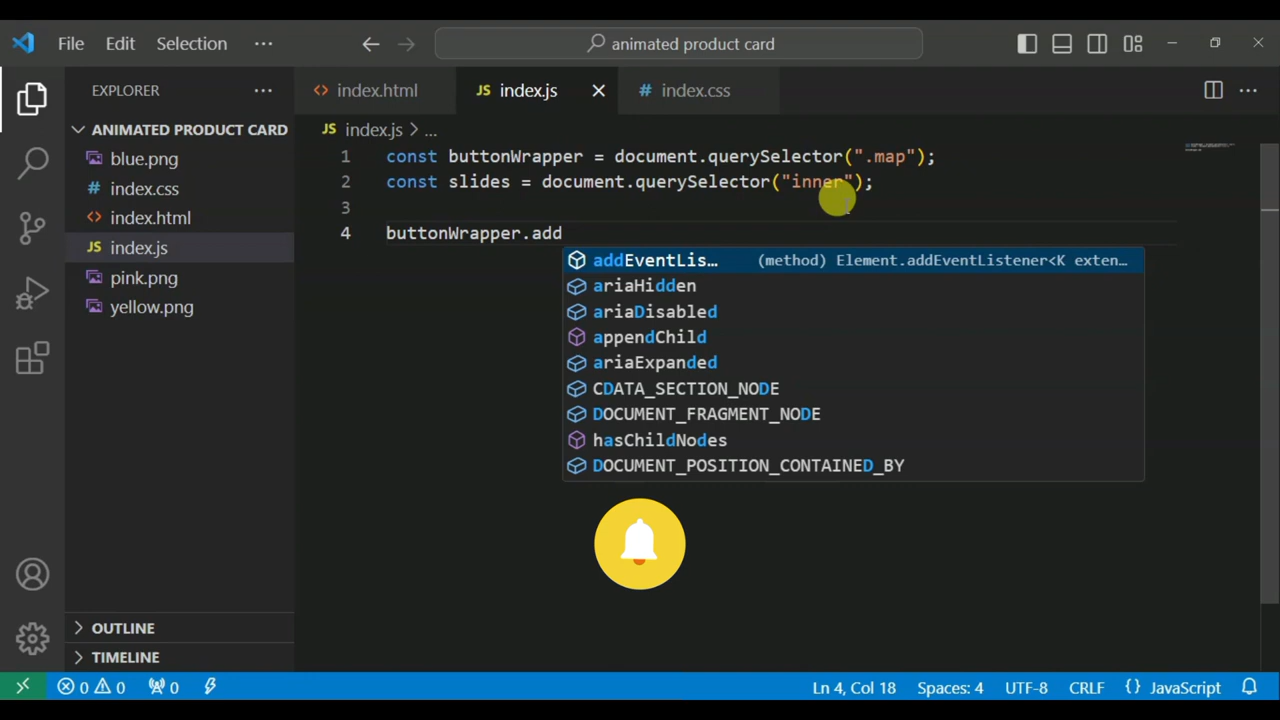 File Edit Selection ···
animated product card
EXPLORER ···
index.html
JS index.js
# index.css
ANIMATED PRODUCT CARD
blue.png
# index.css
index.html
JS index.js
pink.png
yellow.png
JS index.js > ...
1 const buttonWrapper = document.querySelector(".map");
2 const slides = document.querySelector("inner");
3
4 buttonWrapper.add
addEventLis… (method) Element.addEventListener<K exten…
ariaHidden
ariaDisabled
appendChild
ariaExpanded
CDATA_SECTION_NODE
DOCUMENT_FRAGMENT_NODE
hasChildNodes
DOCUMENT_POSITION_CONTAINED_BY
OUTLINE
TIMELINE
0 0 0 Ln 4, Col 18 Spaces: 4 UTF-8 CRLF {} JavaScript